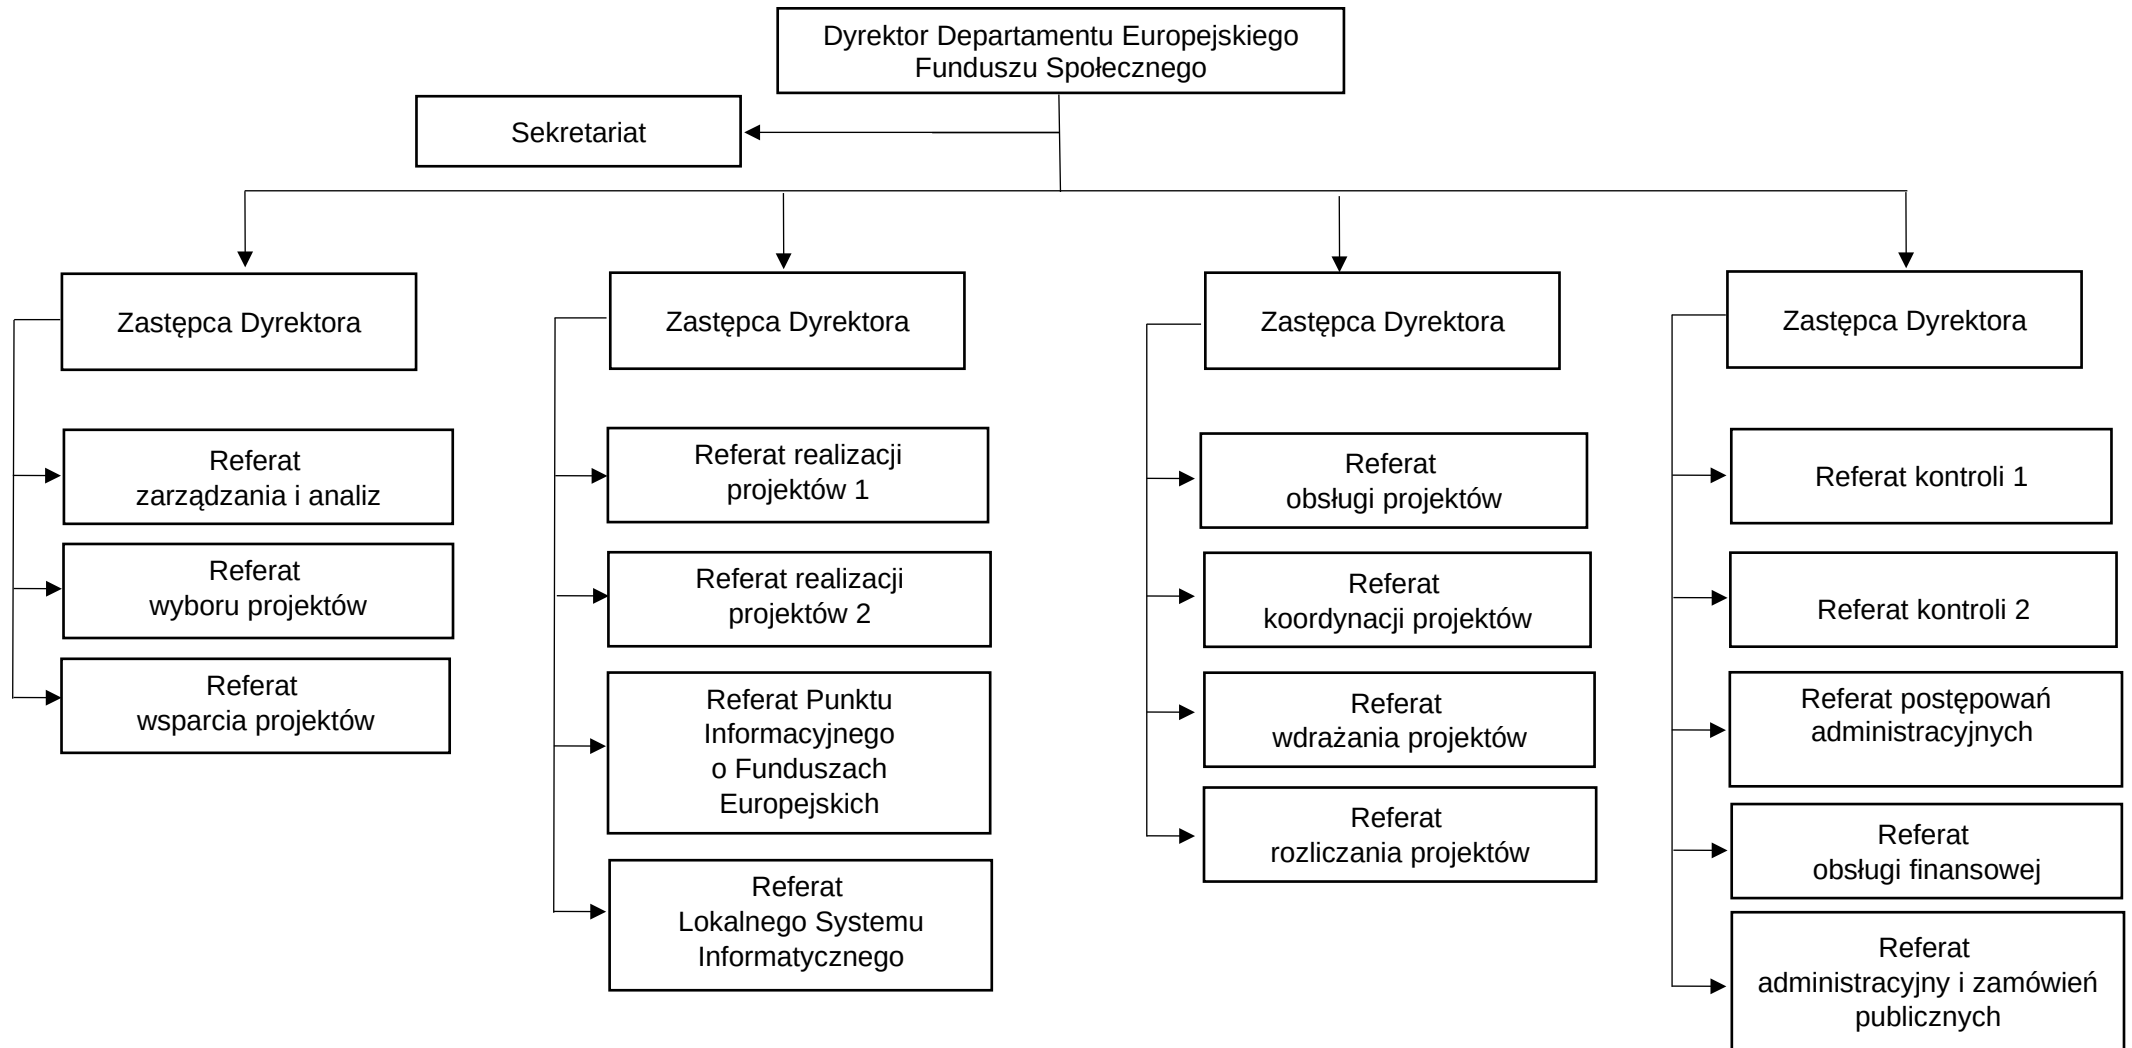 Dyrektor Departamentu Europejskiego
Funduszu Społecznego
Sekretariat
Zastępca Dyrektora
Referat
zarządzania i analiz
Referat
wyboru projektów
Referat
wsparcia projektów
Zastępca Dyrektora
Referat realizacji
projektów 1
Referat realizacji
projektów 2
Referat Punktu
Informacyjnego
o Funduszach
Europejskich
Referat
Lokalnego Systemu
Informatycznego
Zastępca Dyrektora
Referat
obsługi projektów
Referat
koordynacji projektów
Referat
wdrażania projektów
Referat
rozliczania projektów
Zastępca Dyrektora
Referat kontroli 1
Referat kontroli 2
Referat postępowań
administracyjnych
Referat
obsługi finansowej
Referat
administracyjny i zamówień
publicznych